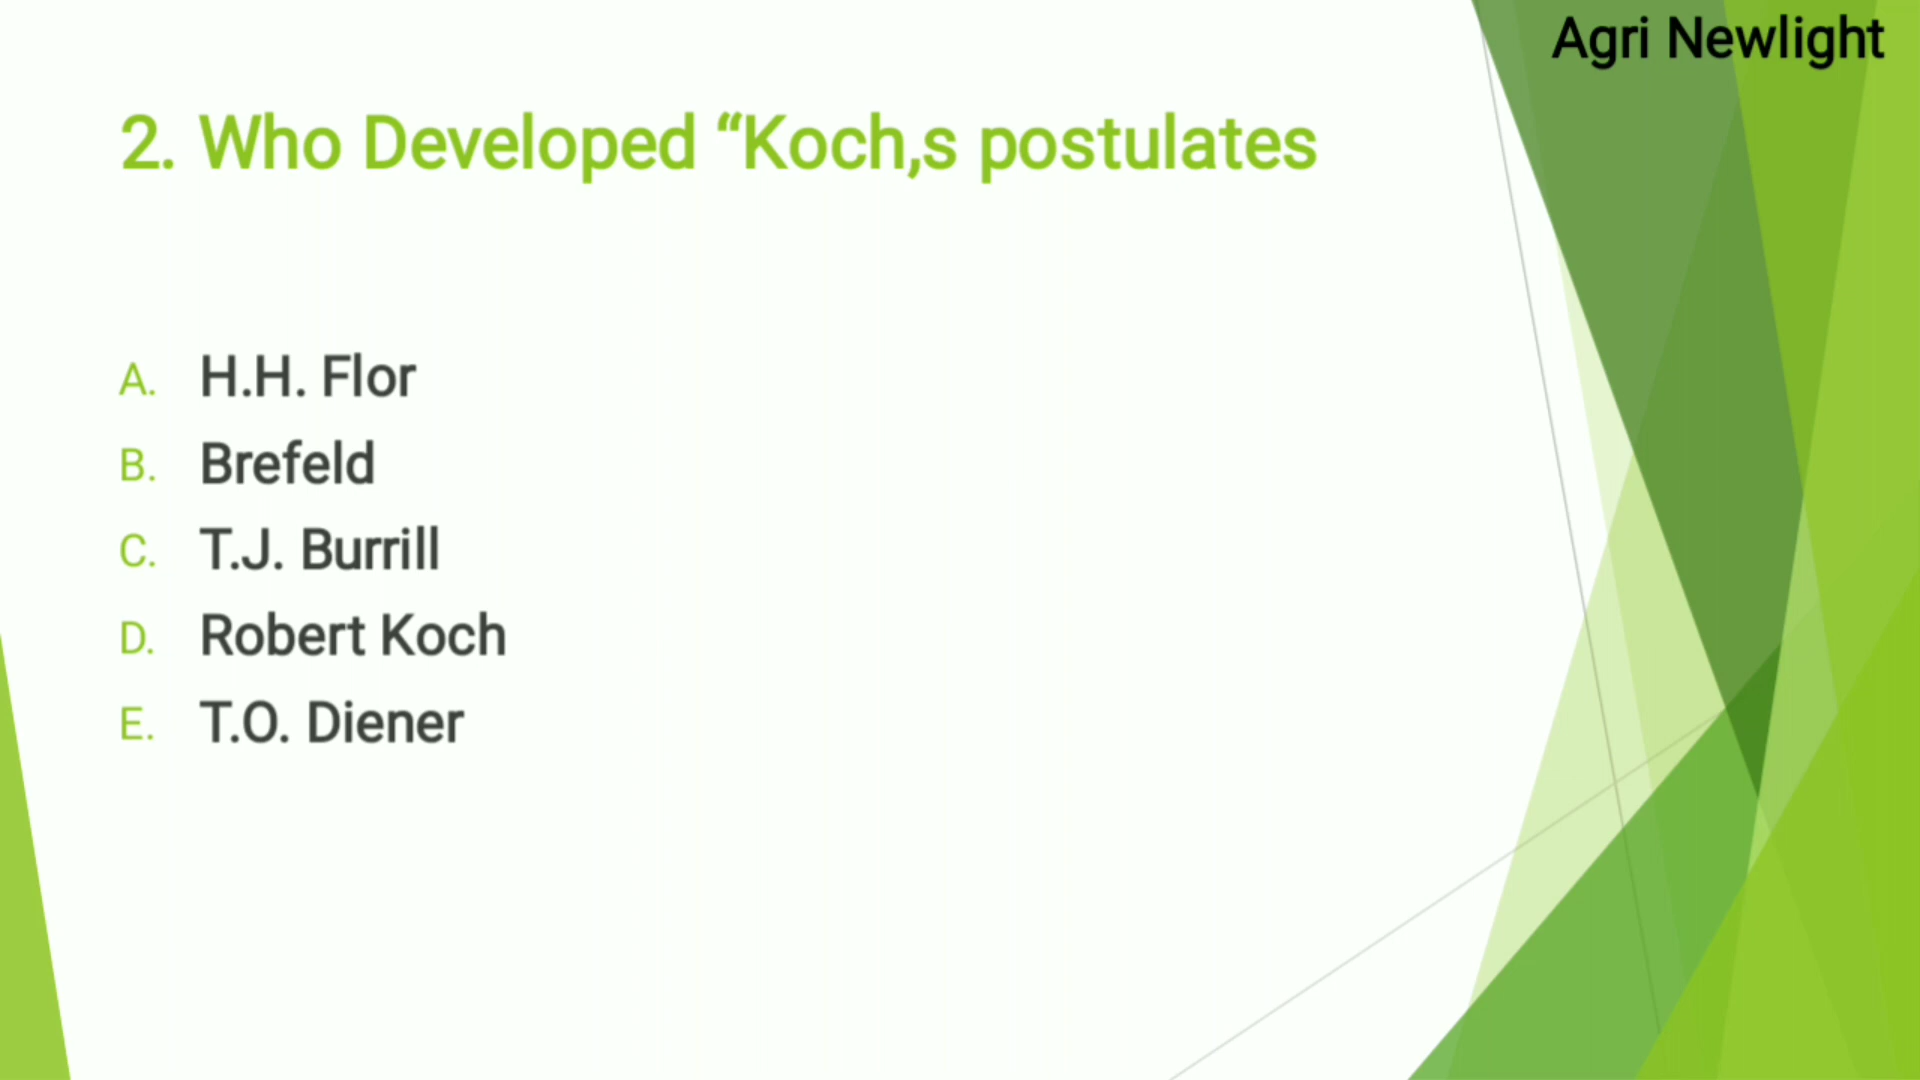 Agri Newlight
2. Who Developed “Koch,s postulates
A. H.H. Flor
B. Brefeld
C. T.J. Burrill
D. Robert Koch
E. T.O. Diener